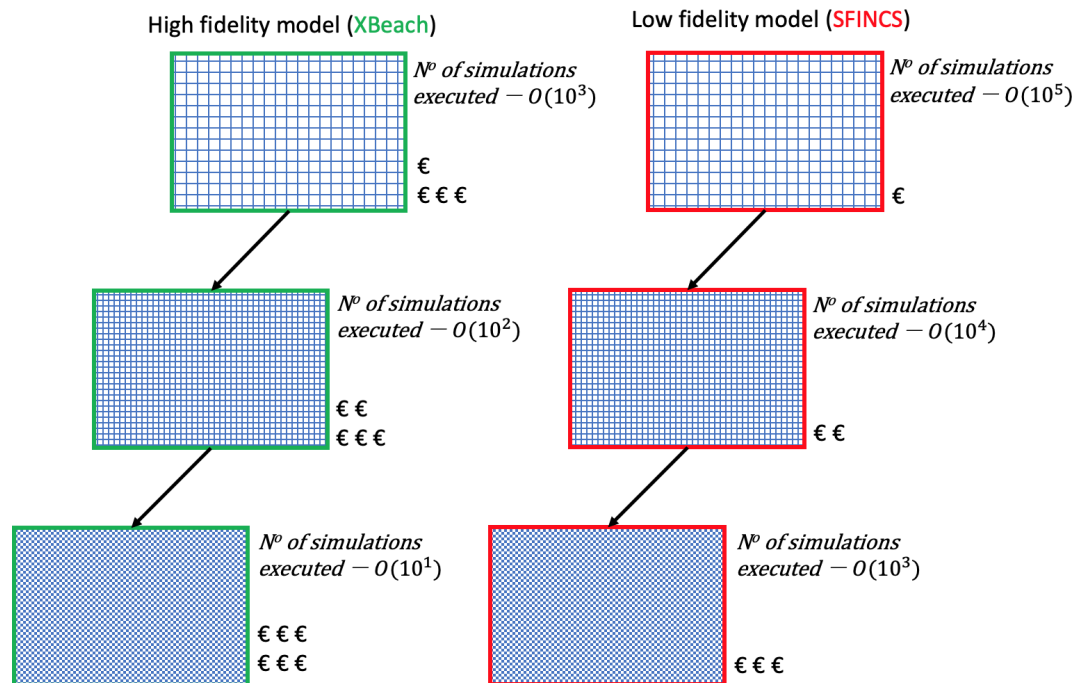 High fidelity model (XBeach)
Nº of simulations
executed − O(10³)
€
€ € €
Low fidelity model (SFINCS)
Nº of simulations
executed − O(10⁵)
€
Nº of simulations
executed − O(10²)
€ €
€ € €
Nº of simulations
executed − O(10⁴)
€ €
Nº of simulations
executed − O(10¹)
€ € €
€ € €
Nº of simulations
executed − O(10³)
€ € €